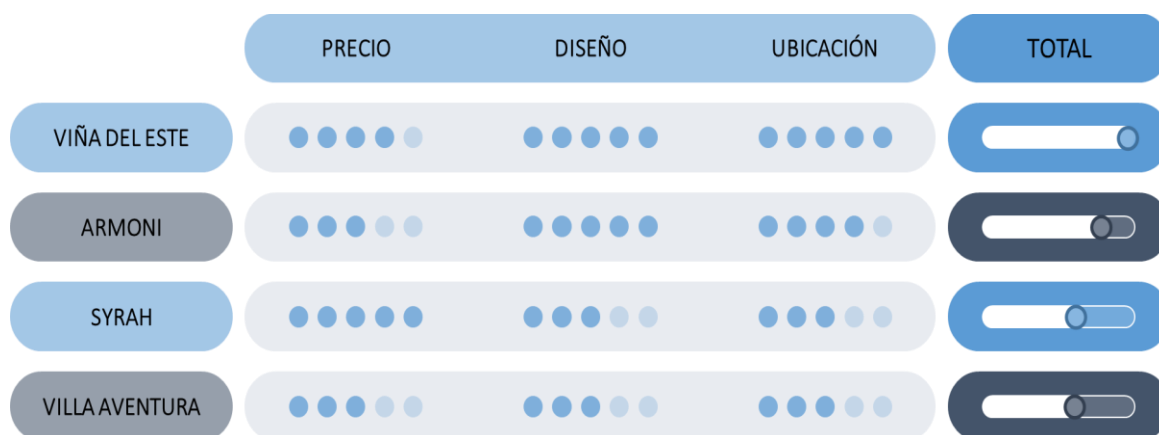 PRECIO DISEÑO UBICACIÓN TOTAL
VIÑA DEL ESTE
ARMONI
SYRAH
VILLA AVENTURA